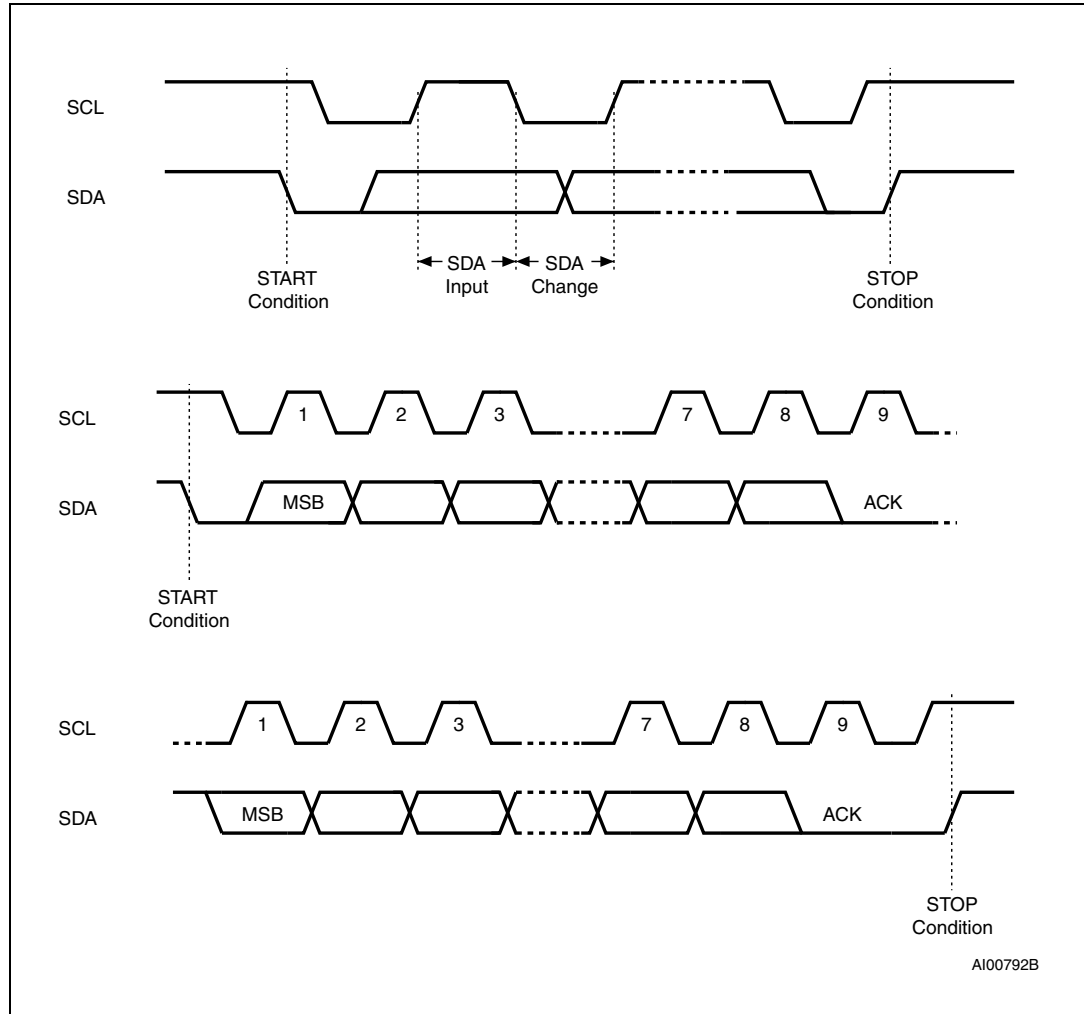 SCL
SDA
START
Condition
SDA
Input
SDA
Change
STOP
Condition
SCL
1 2 3 7 8 9
SDA
MSB ACK
START
Condition
SCL
1 2 3 7 8 9
SDA
MSB ACK
STOP
Condition
AI00792B